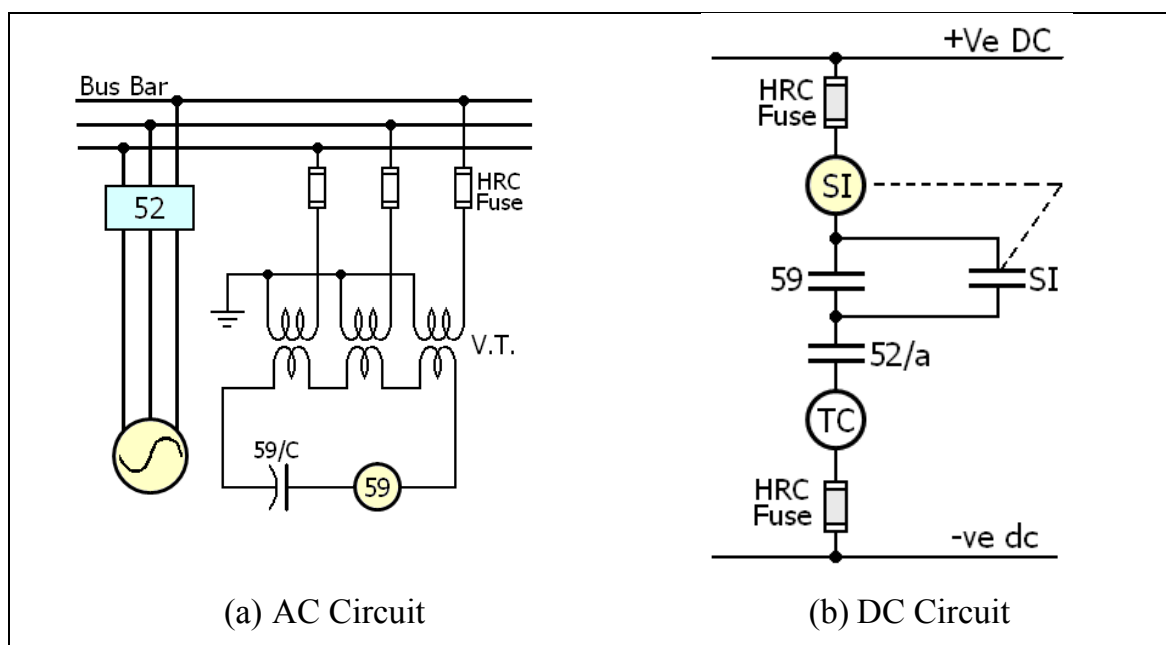 Bus Bar
52
HRC
Fuse
V.T.
59/C
59
(a) AC Circuit
+Ve DC
HRC
Fuse
SI
59
SI
52/a
TC
HRC
Fuse
-ve dc
(b) DC Circuit